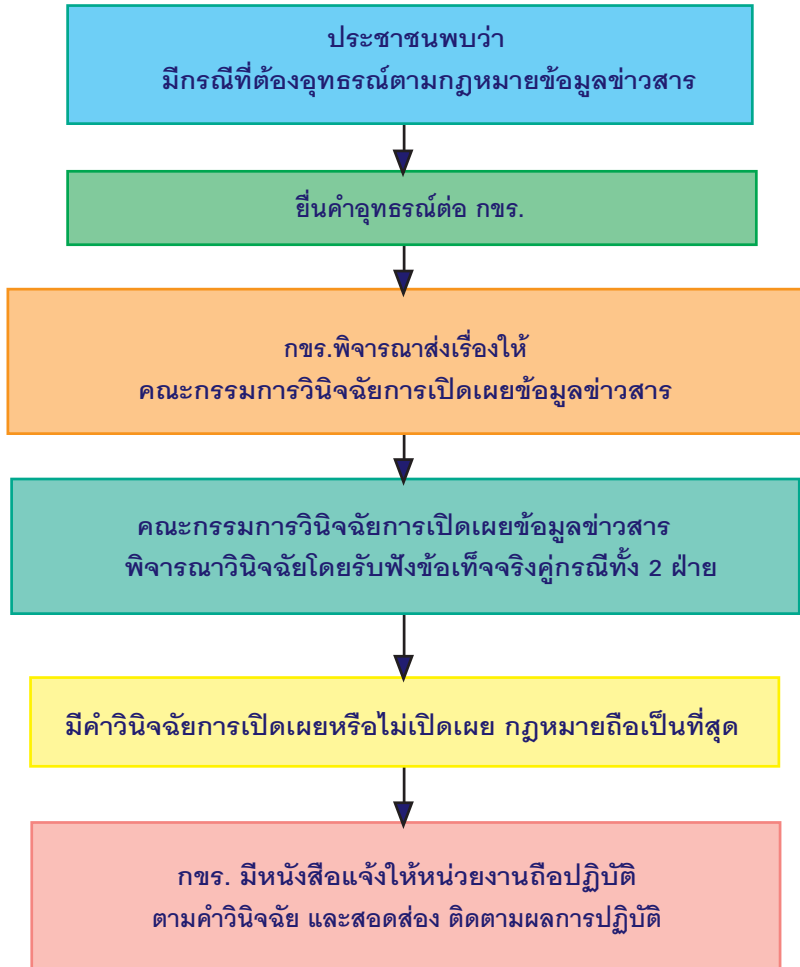 ประชาชนพบว่า
มีกรณีที่ต้องอุทธรณ์ตามกฎหมายข้อมูลข่าวสาร
ยื่นคำอุทธรณ์ต่อ กขร.
กขร.พิจารณาส่งเรื่องให้
คณะกรรมการวินิจฉัยการเปิดเผยข้อมูลข่าวสาร
คณะกรรมการวินิจฉัยการเปิดเผยข้อมูลข่าวสาร
พิจารณาวินิจฉัยโดยรับฟังข้อเท็จจริงคู่กรณีทั้ง 2 ฝ่าย
มีคำวินิจฉัยการเปิดเผยหรือไม่เปิดเผย กฎหมายถือเป็นที่สุด
กขร. มีหนังสือแจ้งให้หน่วยงานถือปฏิบัติ
ตามคำวินิจฉัย และสอดส่อง ติดตามผลการปฏิบัติ